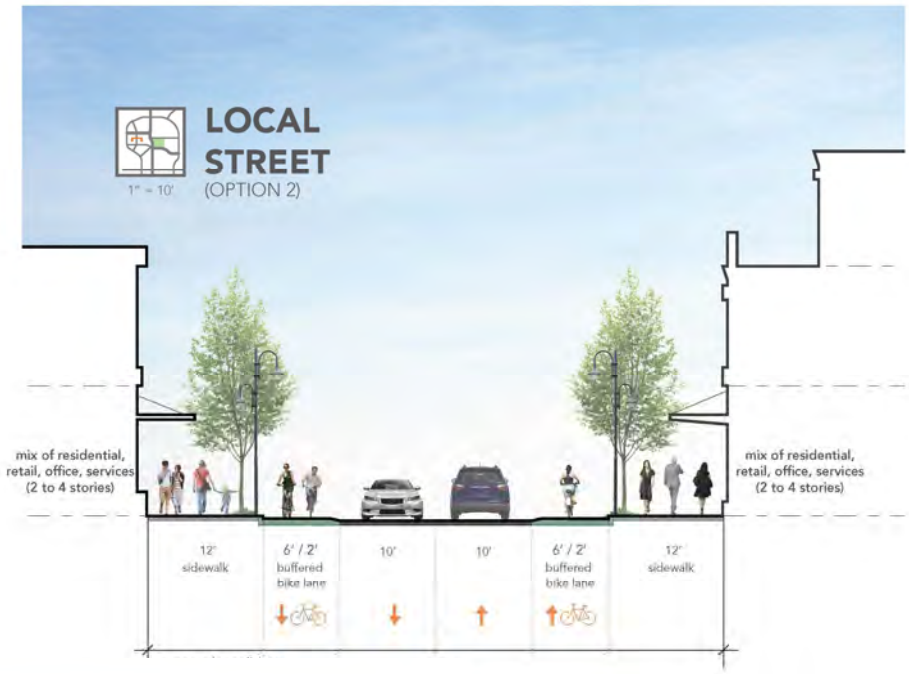 LOCAL
STREET
(OPTION 2)
1" = 10'
mix of residential,
retail, office, services
(2 to 4 stories)
mix of residential,
retail, office, services
(2 to 4 stories)
12'
sidewalk
6' / 2'
buffered
bike lane
10'
10'
6' / 2'
buffered
bike lane
12'
sidewalk